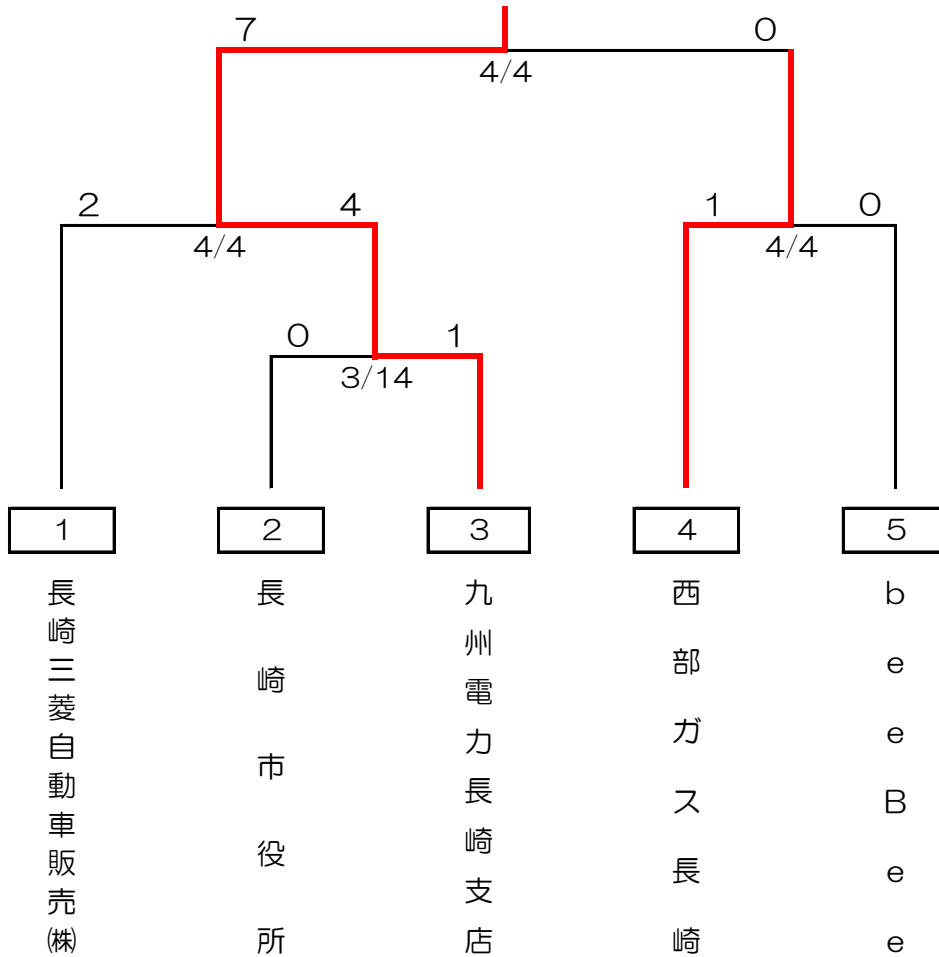 7 0
4/4
2 4 1 0
4/4 4/4
0 1
3/14
1 2 3 4 5
長崎三菱自動車販売㈱
長崎市役所
九州電力長崎支店
西部ガス長崎
beeBee